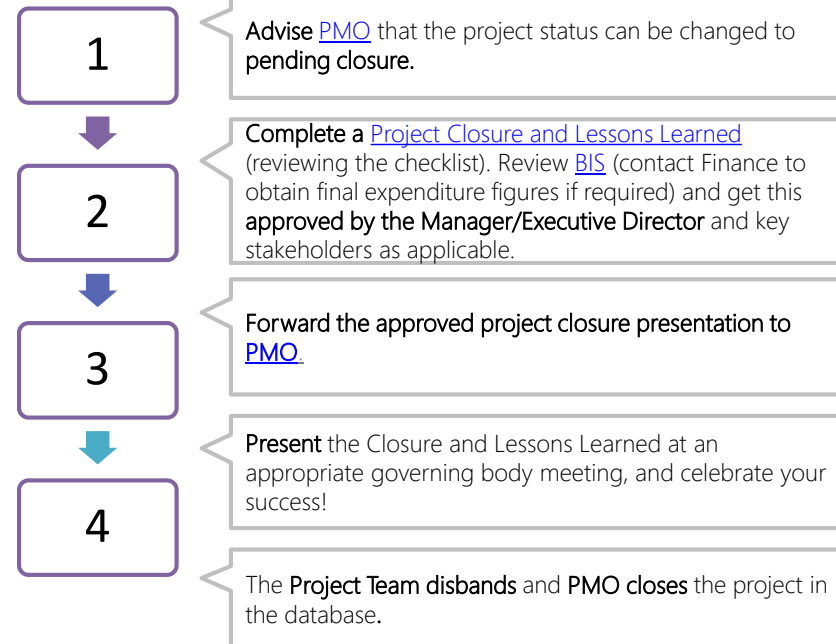 1
Advise PMO that the project status can be changed to
pending closure.
2
Complete a Project Closure and Lessons Learned
(reviewing the checklist). Review BIS (contact Finance to
obtain final expenditure figures if required) and get this
approved by the Manager/Executive Director and key
stakeholders as applicable.
3
Forward the approved project closure presentation to
PMO.
4
Present the Closure and Lessons Learned at an
appropriate governing body meeting, and celebrate your
success!
The Project Team disbands and PMO closes the project in
the database.